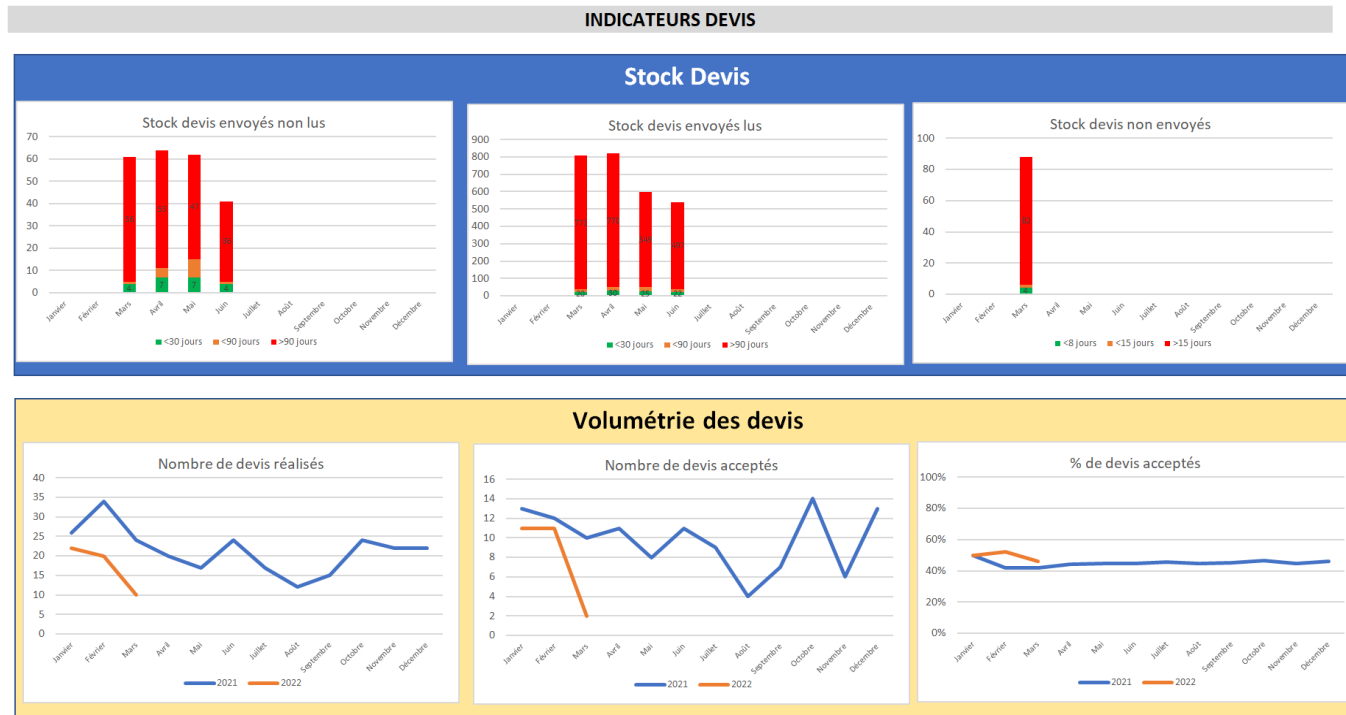 INDICATEURS DEVIS
Stock Devis
Stock devis envoyés non lus
70
60
50
40
30
20
10
0
56
7
7
4
Janvier Février Mars Avril Mai Juin Juillet Août Septembre Octobre Novembre Décembre
<30 jours <90 jours >90 jours
Stock devis envoyés lus
900
800
700
600
500
400
300
200
100
0
20 30 25 22
Janvier Février Mars Avril Mai Juin Juillet Août Septembre Octobre Novembre Décembre
<30 jours <90 jours >90 jours
Stock devis non envoyés
100
80
60
40
20
0
Janvier Février Mars Avril Mai Juin Juillet Août Septembre Octobre Novembre Décembre
<8 jours <15 jours >15 jours
Volumétrie des devis
Nombre de devis réalisés
40
35
30
25
20
15
10
5
0
Janvier Février Mars Avril Mai Juin Juillet Août Septembre Octobre Novembre Décembre
2021 2022
Nombre de devis acceptés
16
14
12
10
8
6
4
2
0
Janvier Février Mars Avril Mai Juin Juillet Août Septembre Octobre Novembre Décembre
2021 2022
% de devis acceptés
100%
80%
60%
40%
20%
0%
Janvier Février Mars Avril Mai Juin Juillet Août Septembre Octobre Novembre Décembre
2021 2022